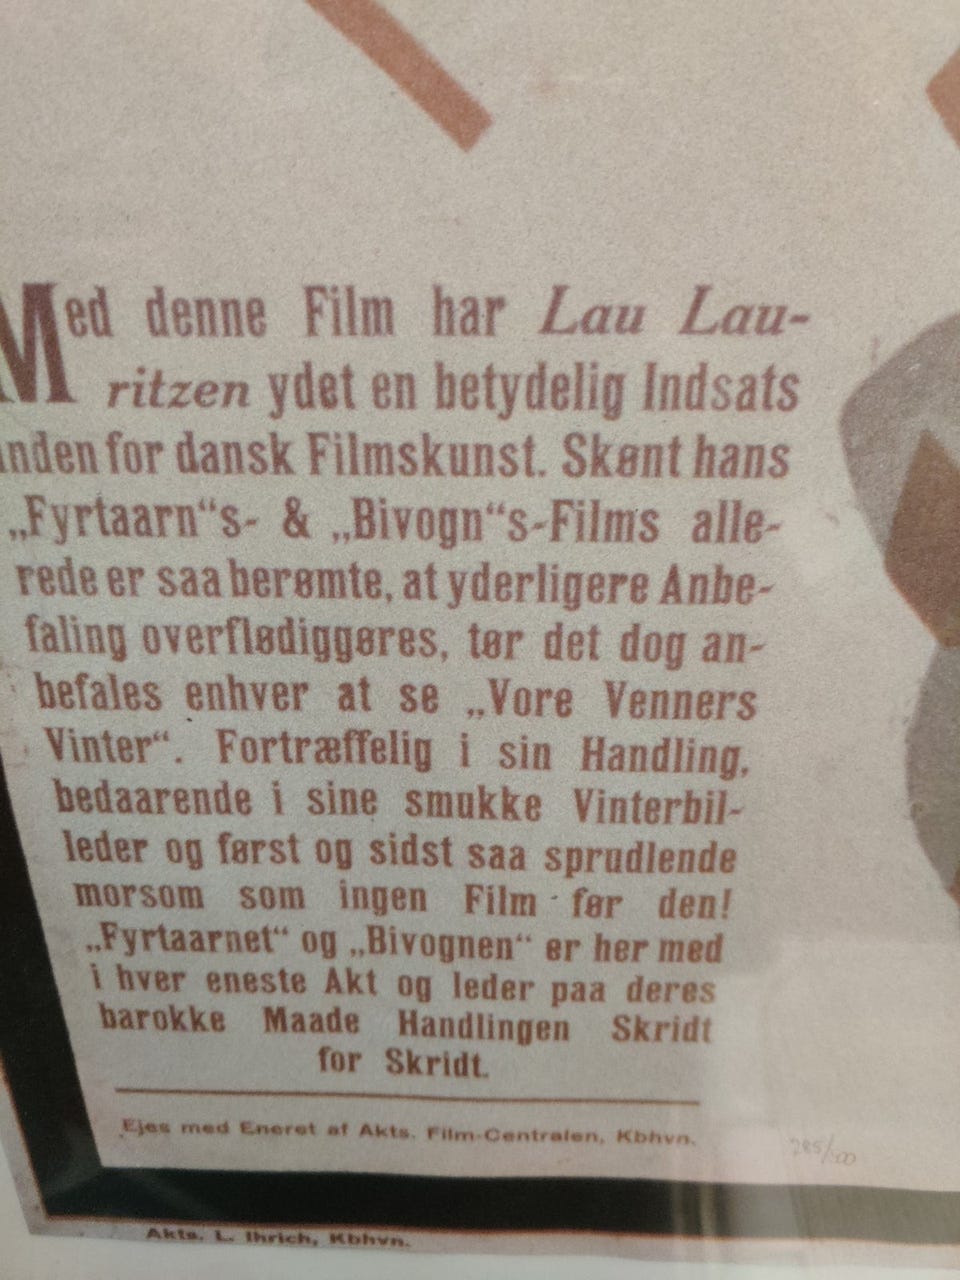 Med denne Film har Lau Lau-
ritzen ydet en betydelig Indsats
inden for dansk Filmskunst. Skønt hans
„Fyrtaarn“s- & „Bivogn“s-Films alle-
rede er saa berømte, at yderligere Anbe-
faling overflødiggøres, tør det dog an-
befales enhver at se „Vore Venners
Vinter“. Fortræffelig i sin Handling,
bedaarende i sine smukke Vinterbil-
leder og først og sidst saa sprudlende
morsom som ingen Film før den!
„Fyrtaarnet“ og „Bivognen“ er her med
i hver eneste Akt og leder paa deres
barokke Maade Handlingen Skridt
for Skridt.
Ejes med Eneret af Akts. Film-Centralen, Kbhvn.
Akts. L. Ihrich, Kbhvn.